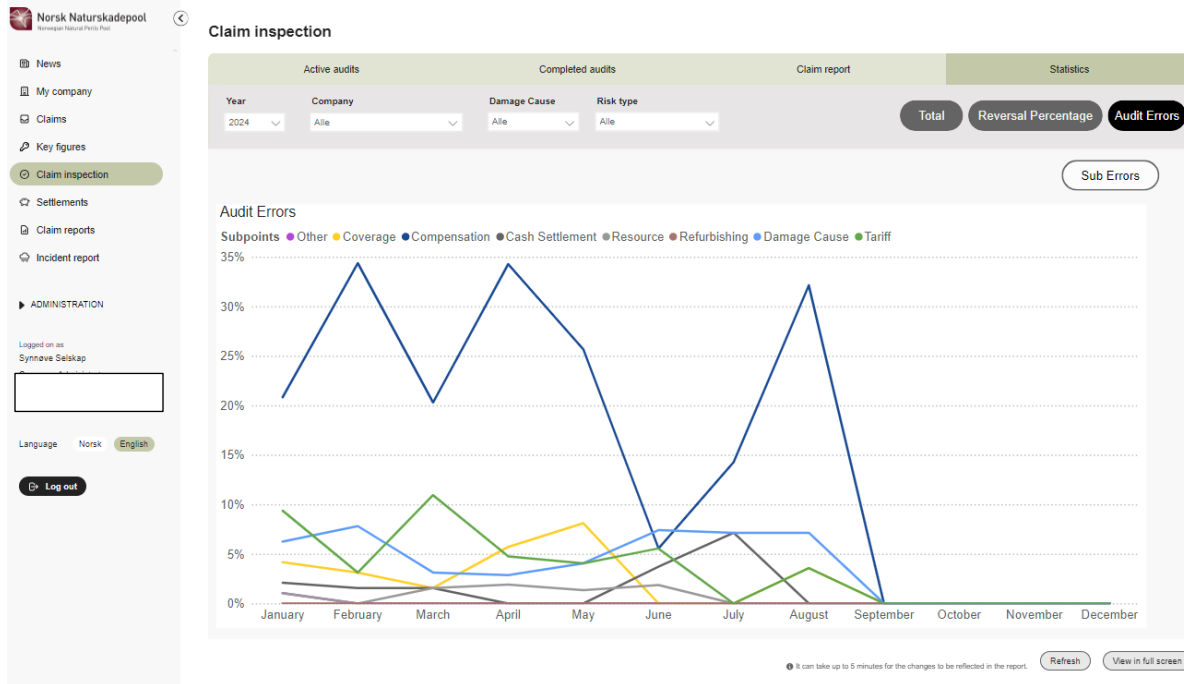 Norsk Naturskadepool
Norwegian Natural Perils Pool
News
My company
Claims
Key figures
Claim inspection
Settlements
Claim reports
Incident report
ADMINISTRATION
Logged on as
Synnøve Selskap
Language Norsk English
Log out
Claim inspection
Active audits Completed audits Claim report Statistics
Year Company Damage Cause Risk type
2024 Alle Alle Alle
Total Reversal Percentage Audit Errors
Sub Errors
Audit Errors
Subpoints Other Coverage Compensation Cash Settlement Resource Refurbishing Damage Cause Tariff
35%
30%
25%
20%
15%
10%
5%
0%
January February March April May June July August September October November December
It can take up to 5 minutes for the changes to be reflected in the report.
Refresh View in full screen